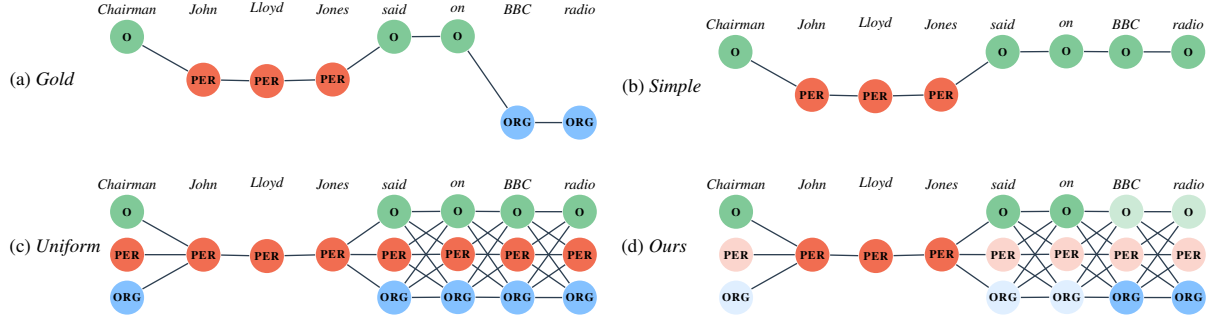 Chairman John Lloyd Jones said on BBC radio
O O O
(a) Gold
PER PER PER
ORG ORG
Chairman John Lloyd Jones said on BBC radio
O O O O O
(b) Simple
PER PER PER
Chairman John Lloyd Jones said on BBC radio
O O O O O
(c) Uniform
PER PER PER PER PER PER PER PER
ORG ORG ORG ORG ORG
Chairman John Lloyd Jones said on BBC radio
O O O O O
(d) Ours
PER PER PER PER PER PER PER PER
ORG ORG ORG ORG ORG